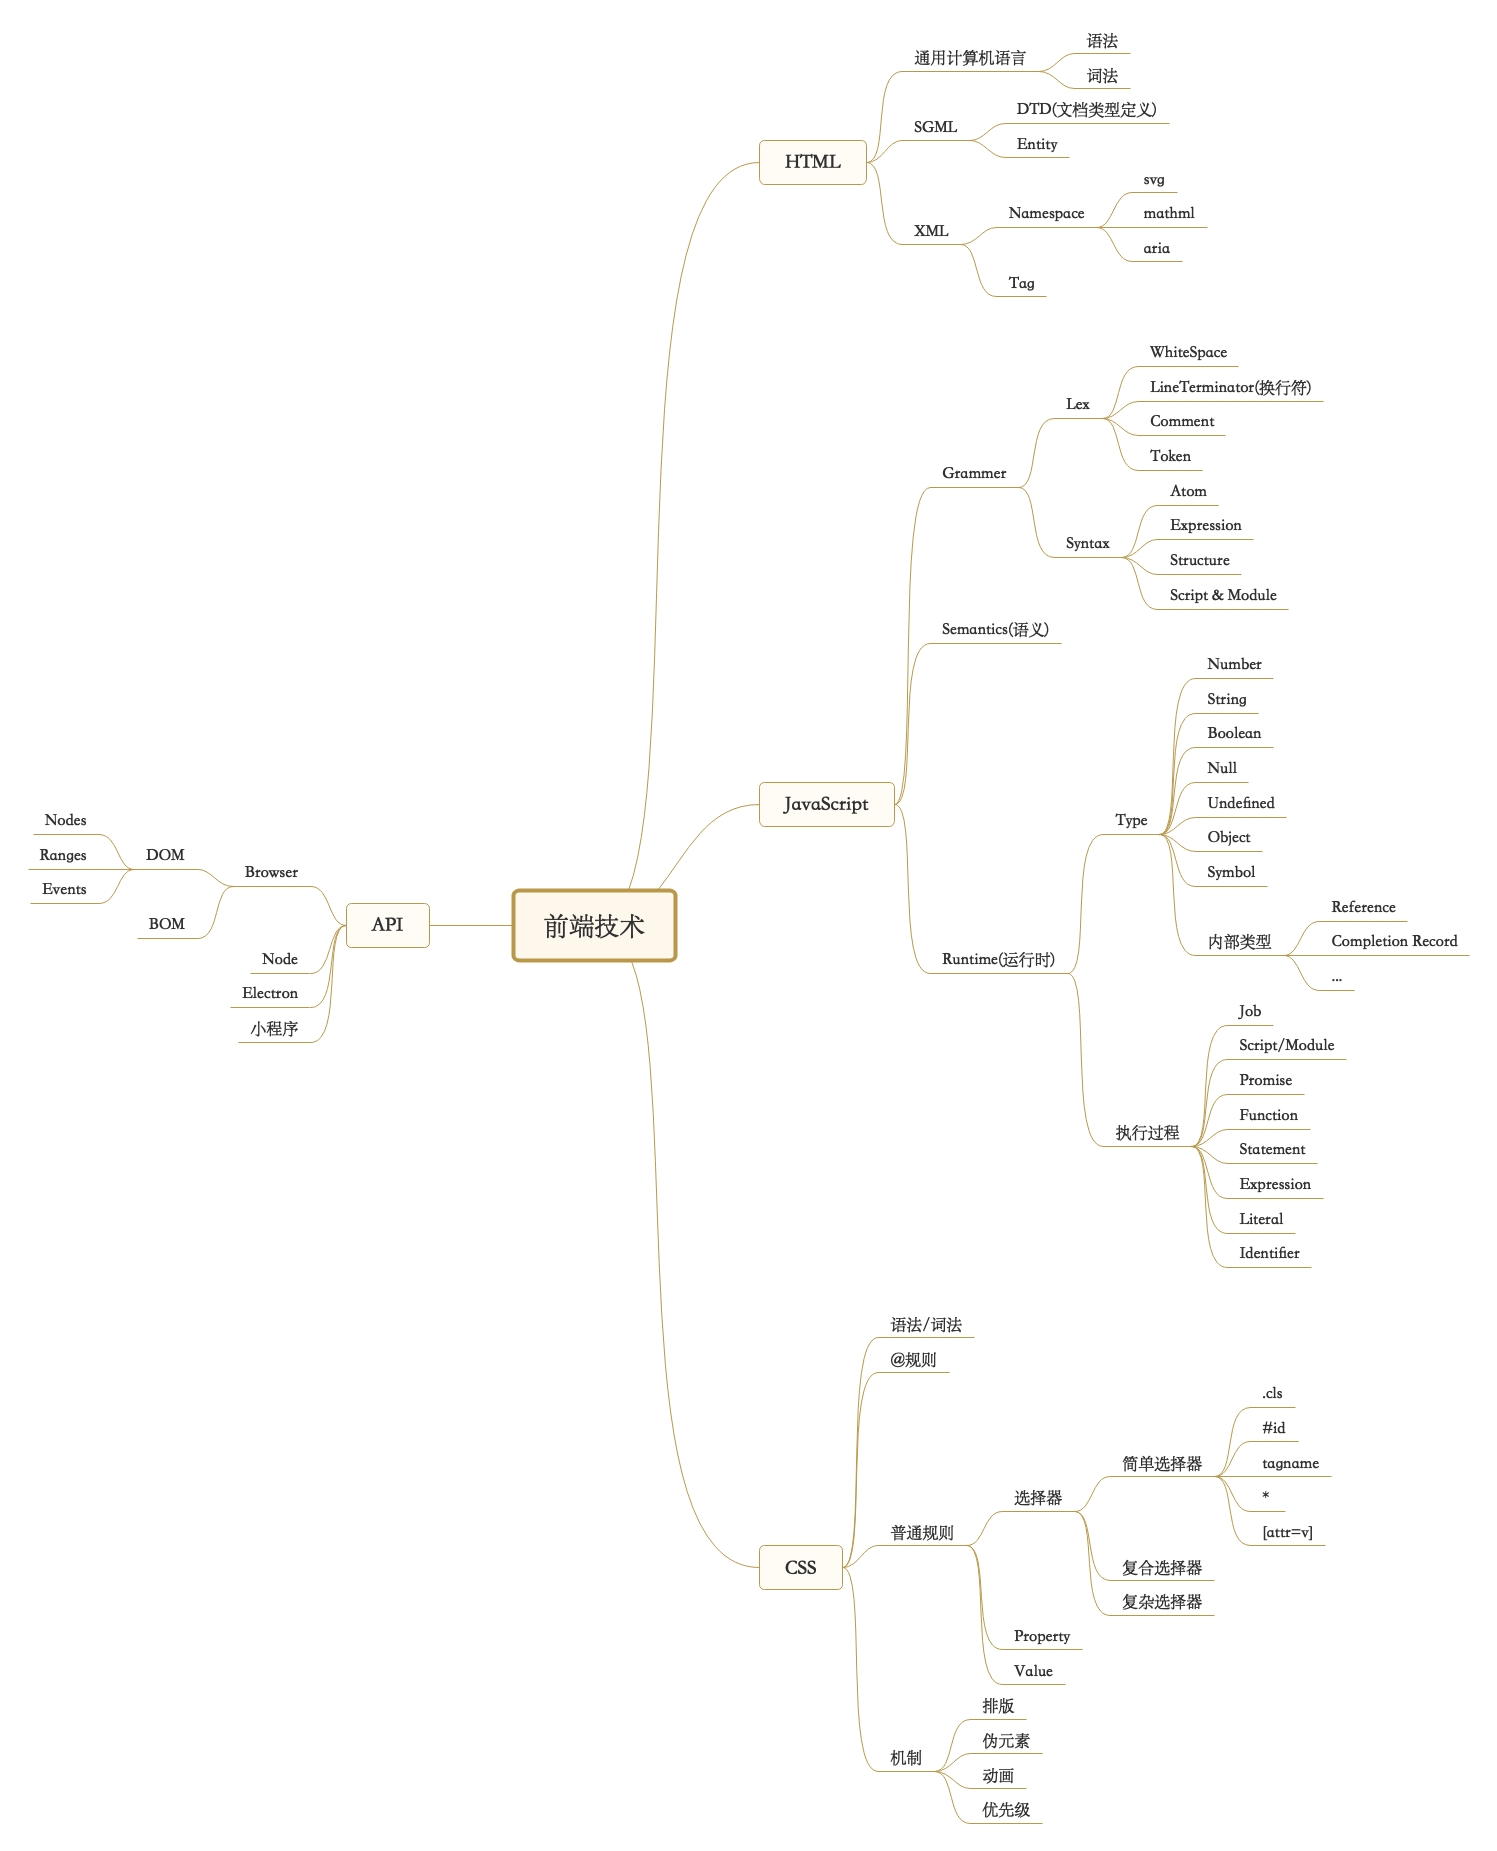 前端技术
HTML
通用计算机语言
语法
词法
SGML
DTD(文档类型定义)
Entity
XML
Namespace
svg
mathml
aria
Tag
JavaScript
Grammer
Lex
WhiteSpace
LineTerminator(换行符)
Comment
Token
Syntax
Atom
Expression
Structure
Script & Module
Semantics(语义)
Runtime(运行时)
Type
Number
String
Boolean
Null
Undefined
Object
Symbol
内部类型
Reference
Completion Record
...
执行过程
Job
Script/Module
Promise
Function
Statement
Expression
Literal
Identifier
CSS
语法/词法
@规则
普通规则
选择器
简单选择器
.cls
#id
tagname
*
[attr=v]
复合选择器
复杂选择器
Property
Value
机制
排版
伪元素
动画
优先级
API
Browser
DOM
Nodes
Ranges
Events
BOM
Node
Electron
小程序